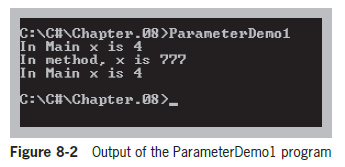 C:\C#\Chapter.08>ParameterDemo1
In Main x is 4
In method, x is 777
In Main x is 4
C:\C#\Chapter.08>_
Figure 8-2 Output of the ParameterDemo1 program